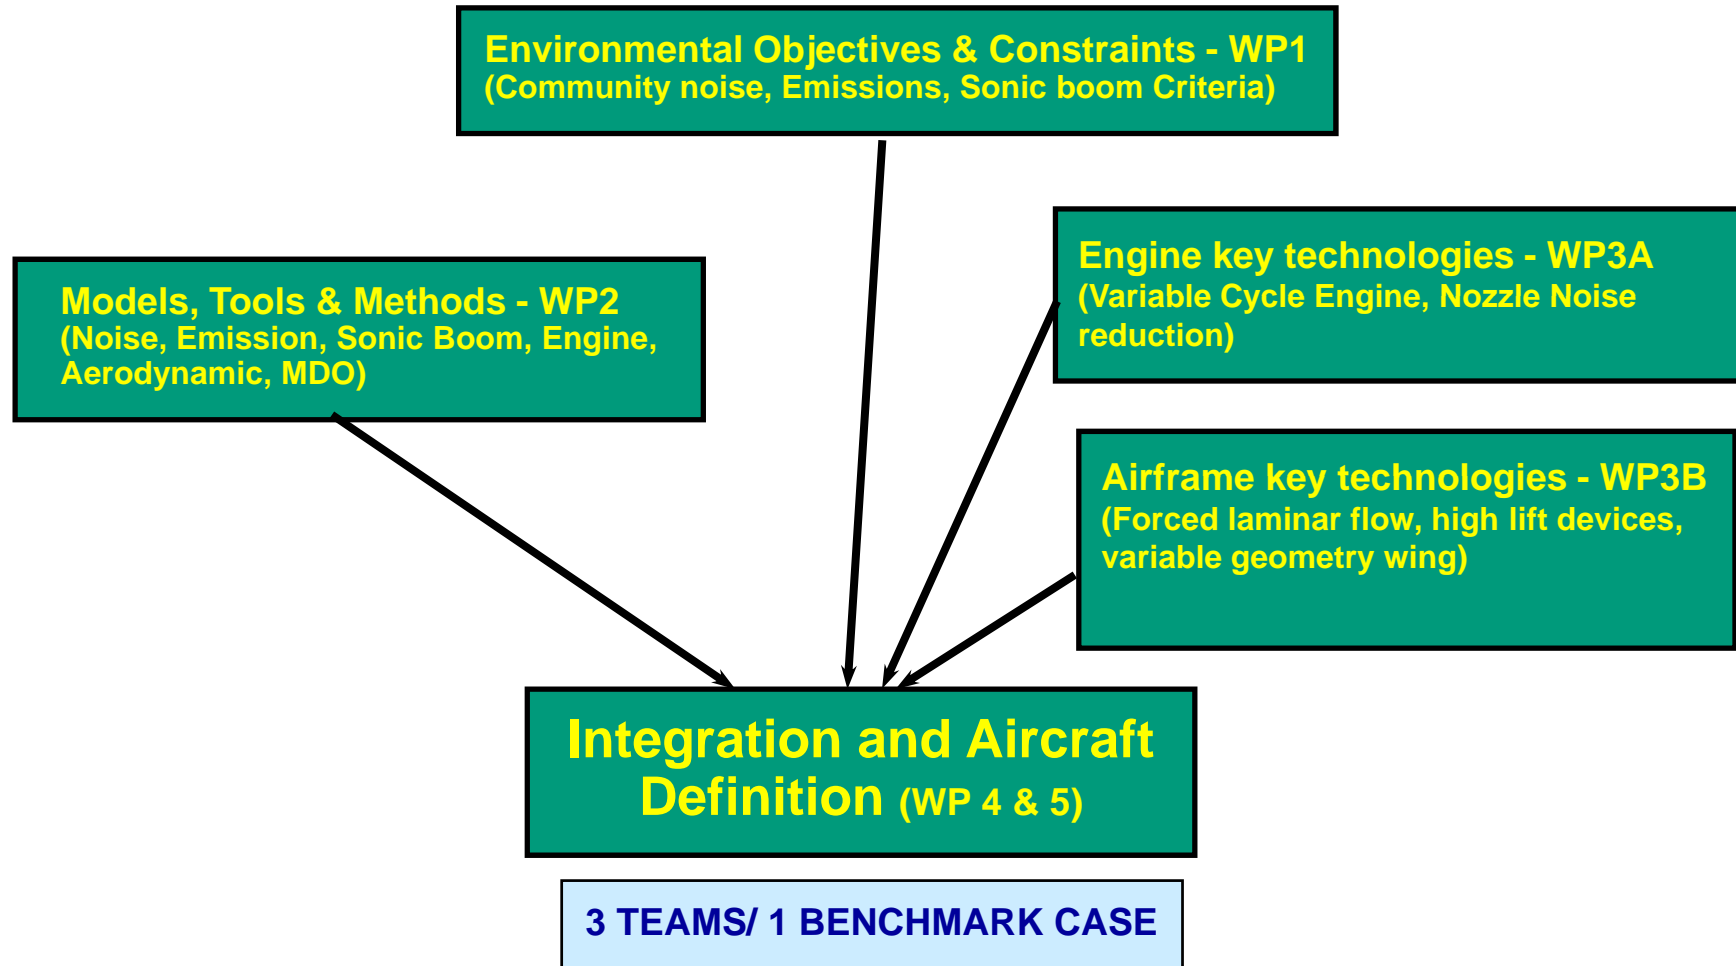 Environmental Objectives & Constraints - WP1
(Community noise, Emissions, Sonic boom Criteria)
Models, Tools & Methods - WP2
(Noise, Emission, Sonic Boom, Engine,
Aerodynamic, MDO)
Engine key technologies - WP3A
(Variable Cycle Engine, Nozzle Noise
reduction)
Airframe key technologies - WP3B
(Forced laminar flow, high lift devices,
variable geometry wing)
Integration and Aircraft
Definition (WP 4 & 5)
3 TEAMS/ 1 BENCHMARK CASE